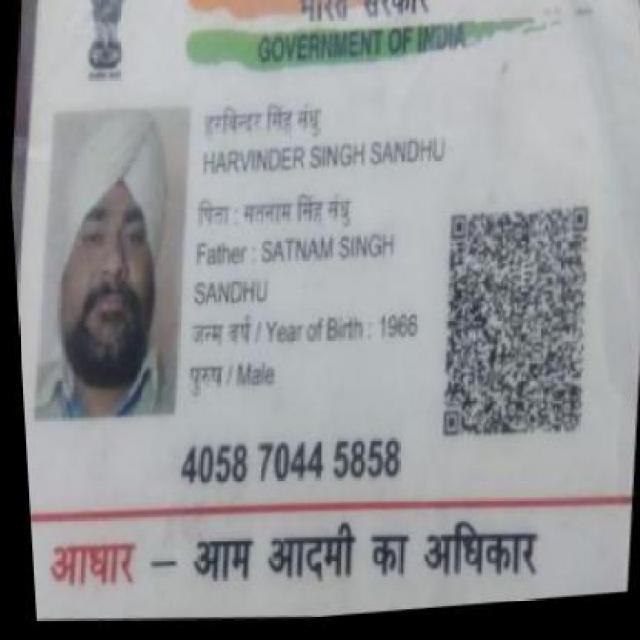 भारत सरकार
GOVERNMENT OF INDIA
हरविन्दर सिंह संधु
HARVINDER SINGH SANDHU
पिता : सतनाम सिंह संधु
Father : SATNAM SINGH
SANDHU
जन्म वर्ष / Year of Birth : 1966
पुरुष / Male
4058 7044 5858
आधार – आम आदमी का अधिकार